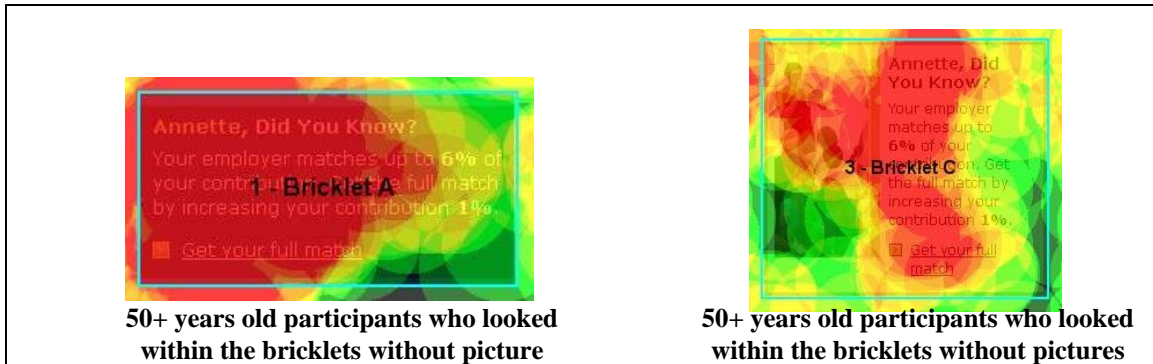 Annette, Did You Know?
Your employer matches up to 6% of
your contribution. Get the full match
by increasing your contribution 1%.
1 - Bricklet A
Get your full match
50+ years old participants who looked
within the bricklets without picture
Annette, Did
You Know?
Your employer
matches up to
6% of your
contribution. Get
the full match by
increasing your
contribution 1%.
3 - Bricklet C
Get your full
match
50+ years old participants who looked
within the bricklets without pictures